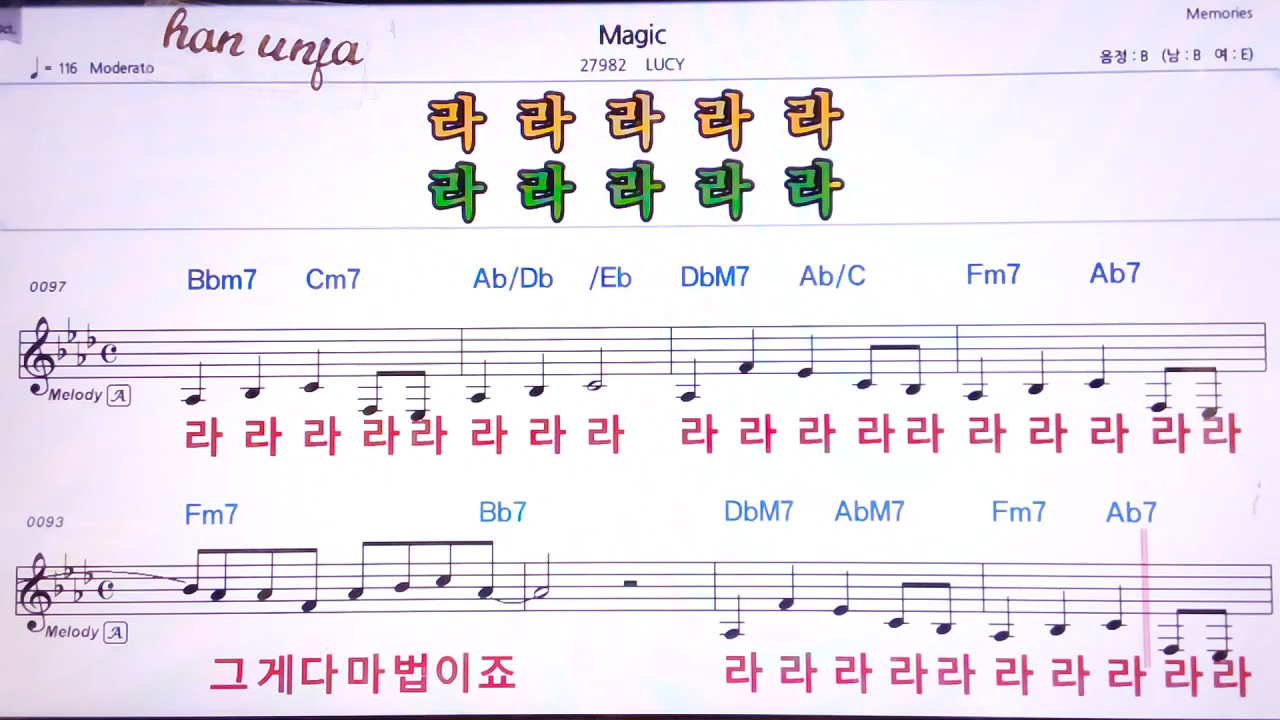 Memories
han unja
Magic
♩= 116 Moderato
27982 LUCY
음정 : B (남 : B 여 : E)
라 라 라 라 라
라 라 라 라 라
0097 Bbm7 Cm7 Ab/Db /Eb DbM7 Ab/C Fm7 Ab7
Melody A
라 라 라 라 라 라 라 라 라 라 라 라 라 라 라 라 라 라
0093 Fm7 Bb7 DbM7 AbM7 Fm7 Ab7
Melody A
그 게 다 마 법 이 죠 라 라 라 라 라 라 라 라 라 라